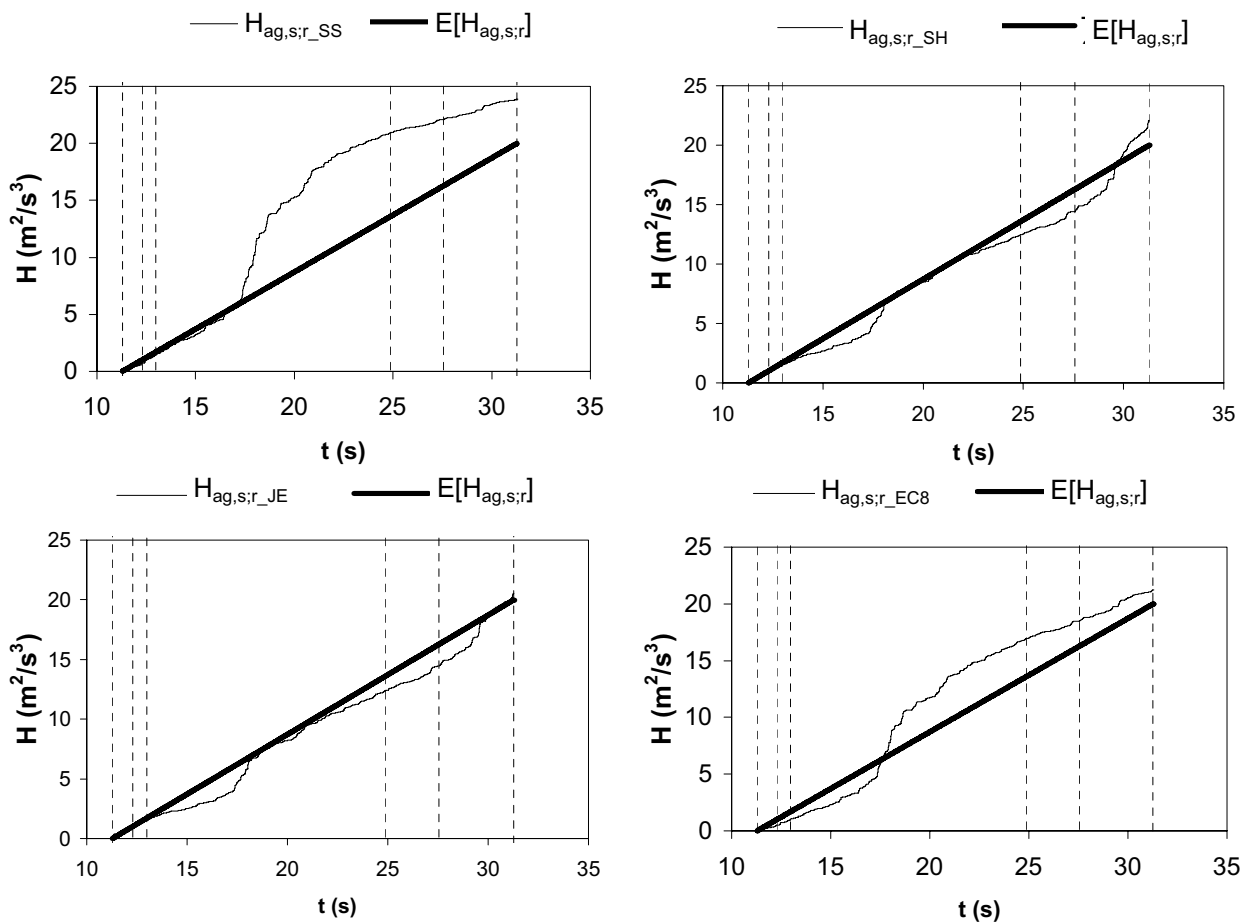 H_ag,s;r_SS E[H_ag,s;r]
25
20
15
10
5
0
H (m²/s³)
10 15 20 25 30 35
t (s)
H_ag,s;r_SH E[H_ag,s;r]
25
20
15
10
5
0
H (m²/s³)
10 15 20 25 30 35
t (s)
H_ag,s;r_JE E[H_ag,s;r]
25
20
15
10
5
0
H (m²/s³)
10 15 20 25 30 35
t (s)
H_ag,s;r_EC8 E[H_ag,s;r]
25
20
15
10
5
0
H (m²/s³)
10 15 20 25 30 35
t (s)